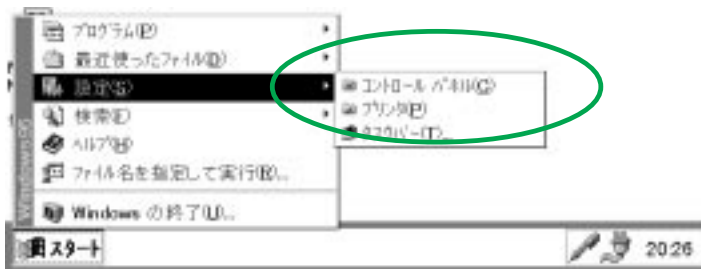 プログラム(P)
最近使ったファイル(D)
設定(S)
検索(F)
ヘルプ(H)
ファイル名を指定して実行(R)...
Windows の終了(U)...
コントロール パネル(C)
プリンタ(P)
タスクバー(T)...
Windows95
スタート
20:26